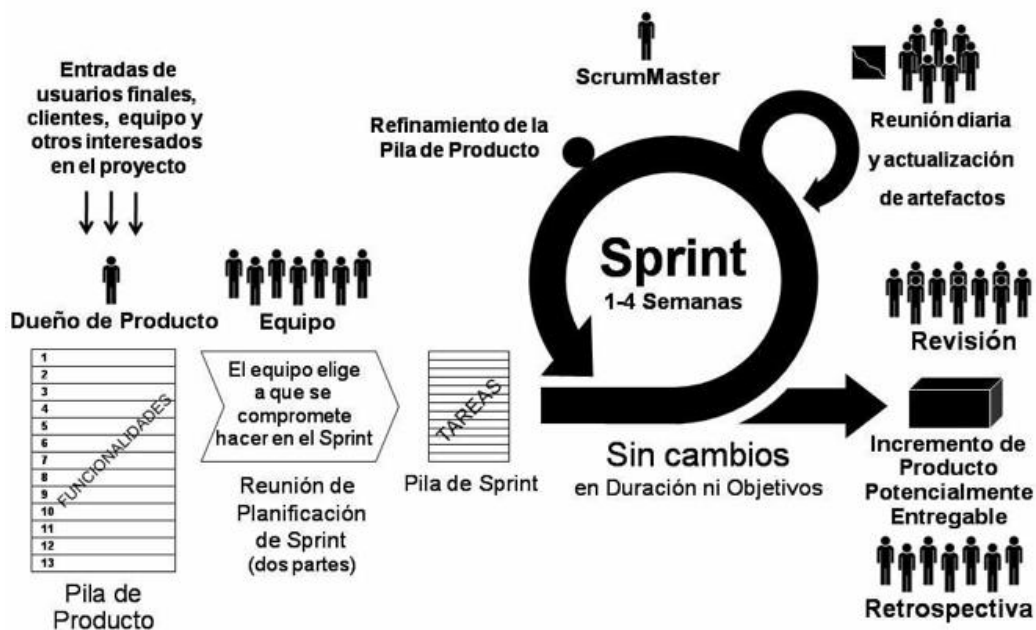 Entradas de
usuarios finales,
clientes, equipo y
otros interesados
en el proyecto
Dueño de Producto
1
2
3
4
5
6
7
8
9
10
11
12
13
FUNCIONALIDADES
Pila de
Producto
Equipo
El equipo elige
a que se
compromete
hacer en el Sprint
Reunión de
Planificación
de Sprint
(dos partes)
TAREAS
Pila de Sprint
Refinamiento de la
Pila de Producto
ScrumMaster
Sprint
1-4 Semanas
Sin cambios
en Duración ni Objetivos
Reunión diaria
y actualización
de artefactos
Revisión
Incremento de
Producto
Potencialmente
Entregable
Retrospectiva